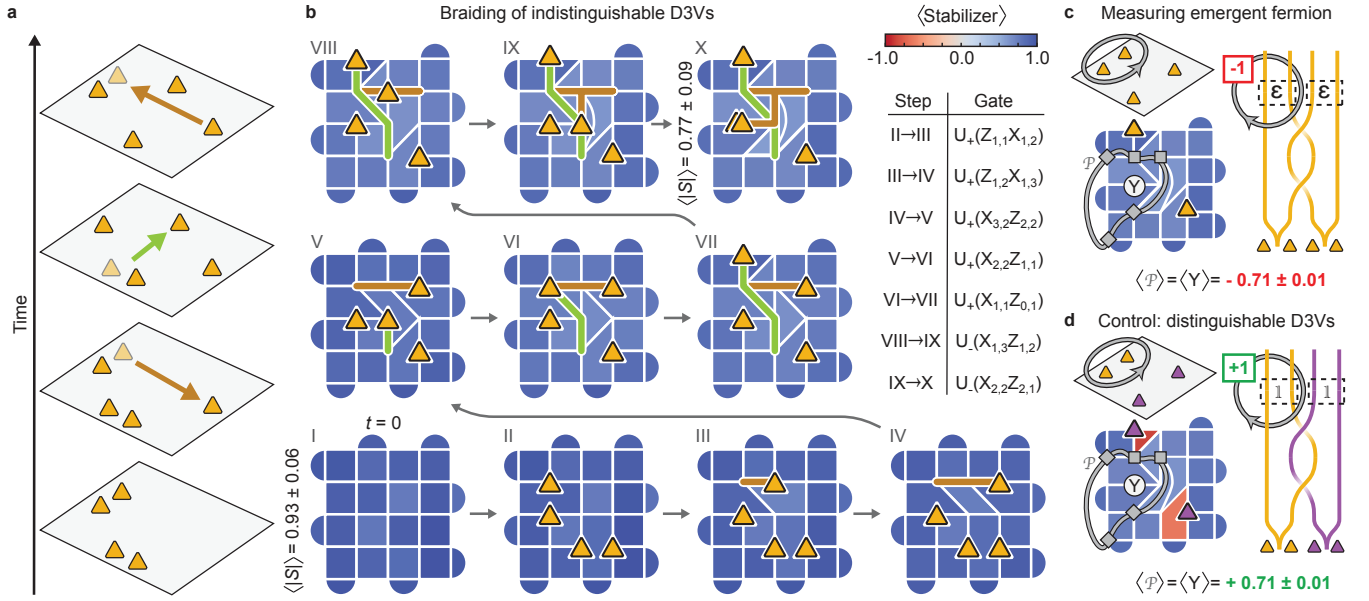 a
Time
b
Braiding of indistinguishable D3Vs
⟨Stabilizer⟩
-1.0
0.0
1.0
VIII
IX
X
⟨|S|⟩ = 0.77 ± 0.09
V
VI
VII
t = 0
I
II
III
IV
⟨|S|⟩ = 0.93 ± 0.06
Step Gate
II→III U₊(Z₁,₁X₁,₂)
III→IV U₊(Z₁,₂X₁,₃)
IV→V U₊(X₃,₂Z₂,₂)
V→VI U₊(X₂,₂Z₁,₁)
VI→VII U₊(X₁,₁Z₀,₁)
VIII→IX U₋(X₁,₃Z₁,₂)
IX→X U₋(X₂,₂Z₂,₁)
c
Measuring emergent fermion
-1
ε ε
𝒫
Y
⟨𝒫⟩ = ⟨Y⟩ = - 0.71 ± 0.01
d
Control: distinguishable D3Vs
+1
𝟙 𝟙
𝒫
Y
⟨𝒫⟩ = ⟨Y⟩ = + 0.71 ± 0.01